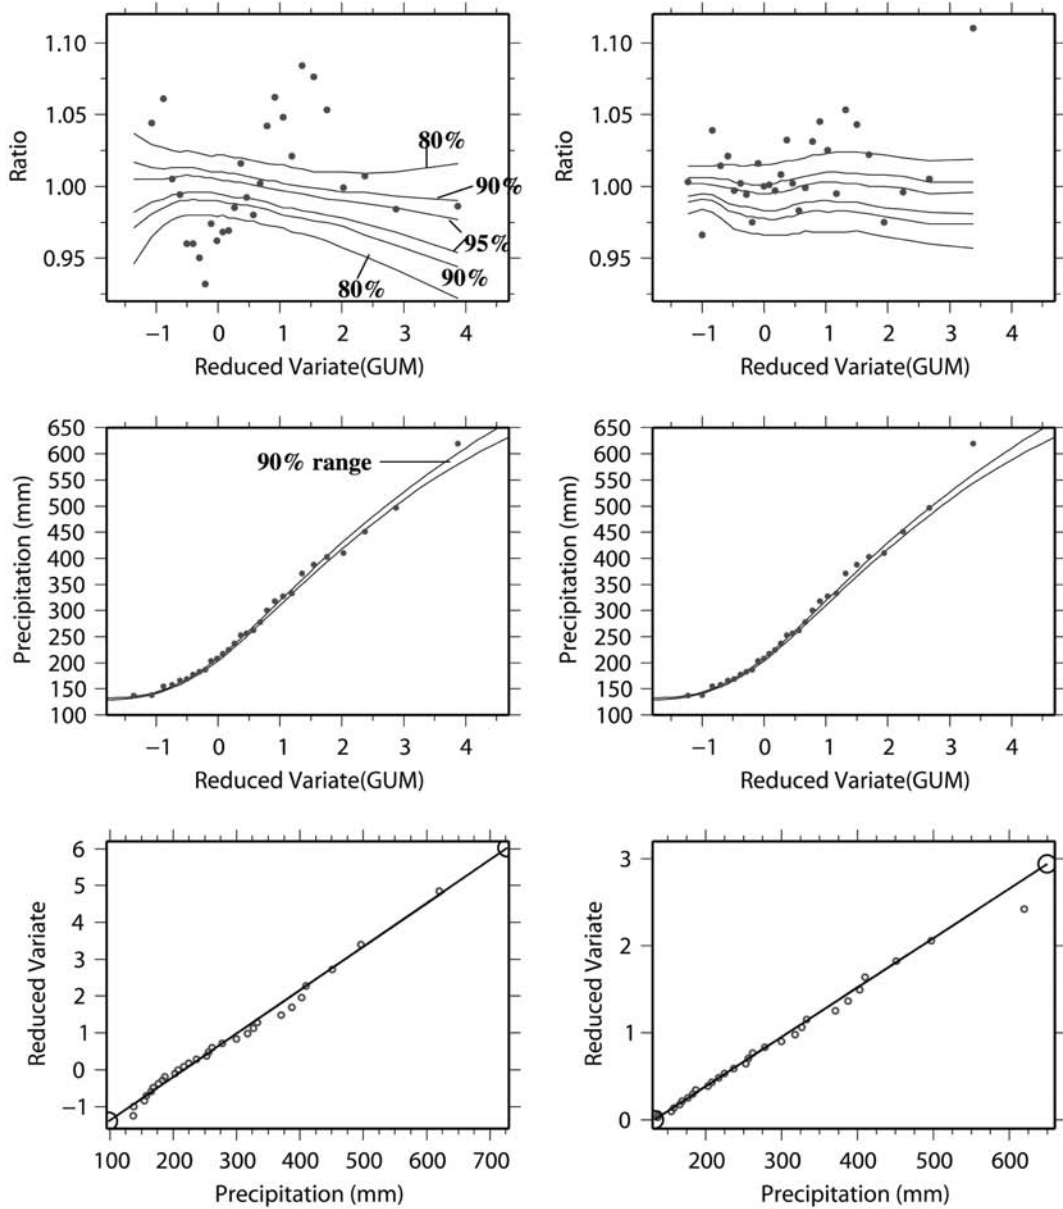 1.10
1.05
1.00
0.95
Ratio
80%
90%
95%
90%
80%
−1 0 1 2 3 4
Reduced Variate(GUM)
1.10
1.05
1.00
0.95
Ratio
−1 0 1 2 3 4
Reduced Variate(GUM)
650
600
550
500
450
400
350
300
250
200
150
100
Precipitation (mm)
90% range
−1 0 1 2 3 4
Reduced Variate(GUM)
650
600
550
500
450
400
350
300
250
200
150
100
Precipitation (mm)
−1 0 1 2 3 4
Reduced Variate(GUM)
6
5
4
3
2
1
0
−1
Reduced Variate
100 200 300 400 500 600 700
Precipitation (mm)
3
2
1
0
Reduced Variate
200 300 400 500 600
Precipitation (mm)